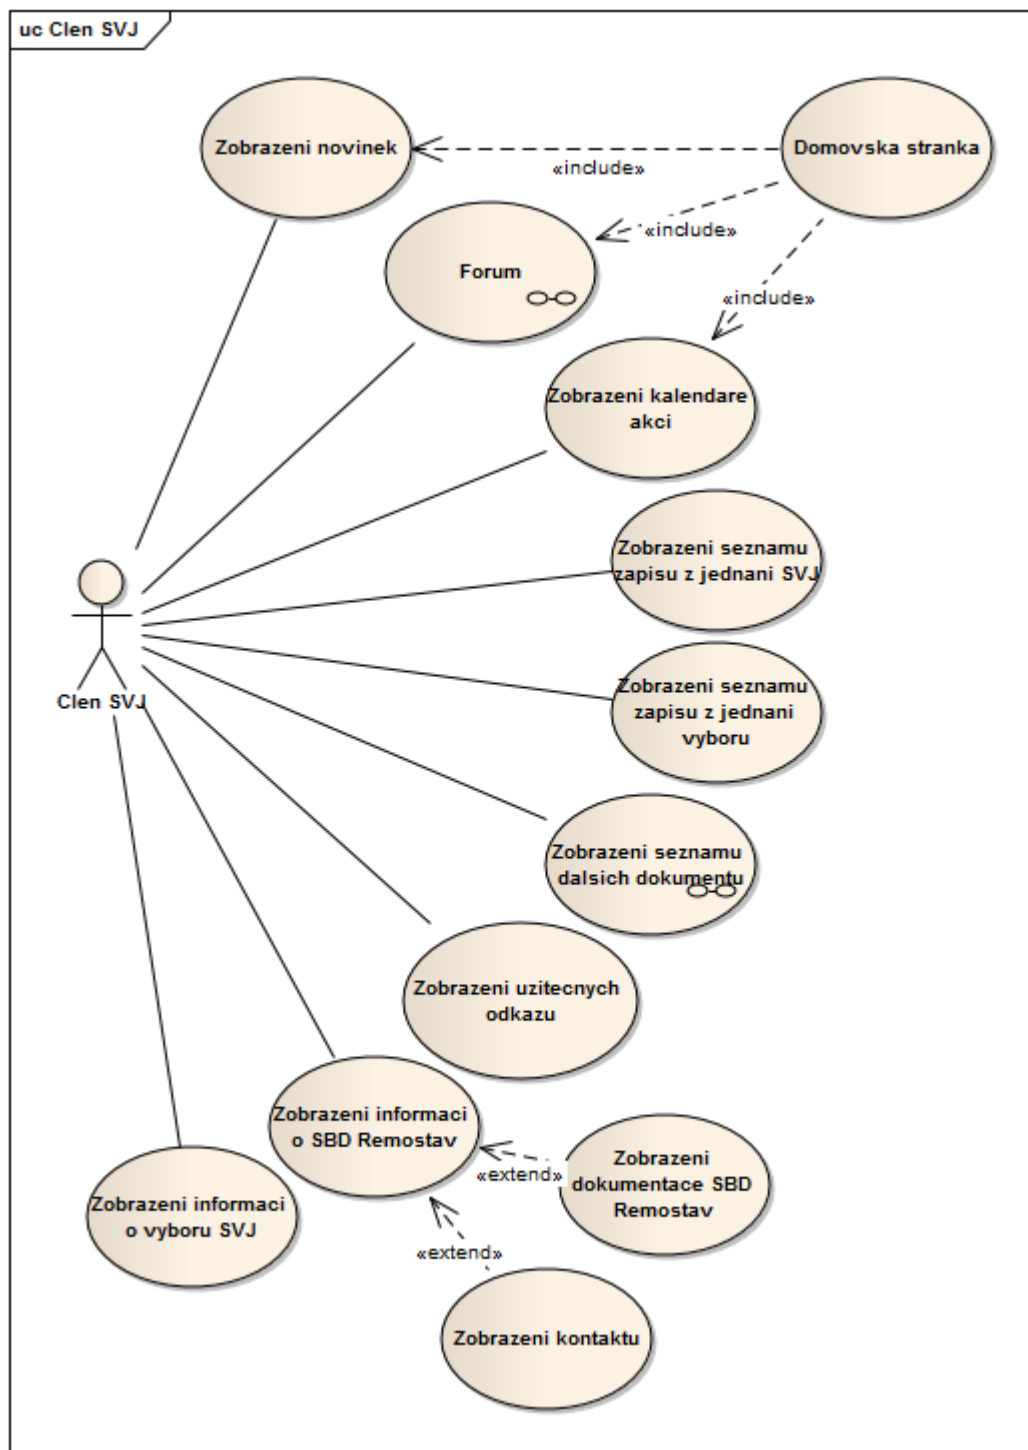 uc Clen SVJ
Zobrazeni novinek
Domovska stranka
«include»
«include»
Forum
«include»
Zobrazeni kalendare
akci
Zobrazeni seznamu
zapisu z jednani SVJ
Zobrazeni seznamu
zapisu z jednani
vyboru
Clen SVJ
Zobrazeni seznamu
dalsich dokumentu
Zobrazeni uzitecnych
odkazu
Zobrazeni informaci
o SBD Remostav
«extend»
Zobrazeni
dokumentace SBD
Remostav
Zobrazeni informaci
o vyboru SVJ
«extend»
Zobrazeni kontaktu